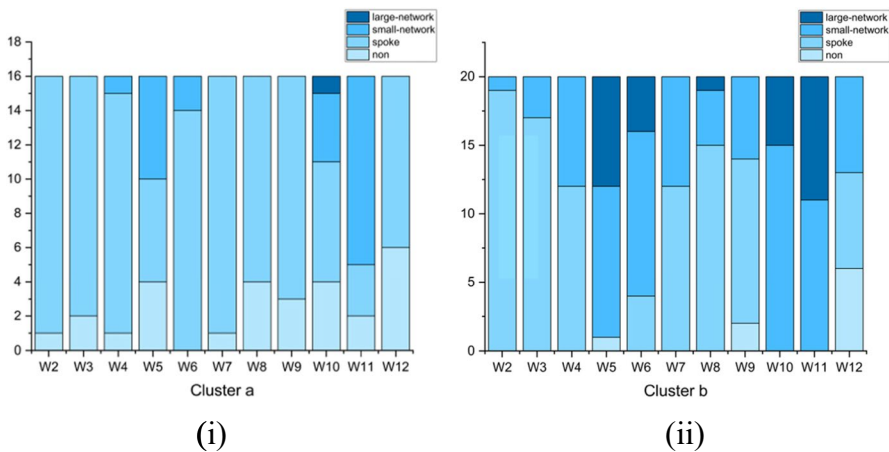 large-network
small-network
spoke
non
18
16
14
12
10
8
6
4
2
0
W2 W3 W4 W5 W6 W7 W8 W9 W10 W11 W12
Cluster a
(i)
large-network
small-network
spoke
non
20
15
10
5
0
W2 W3 W4 W5 W6 W7 W8 W9 W10 W11 W12
Cluster b
(ii)